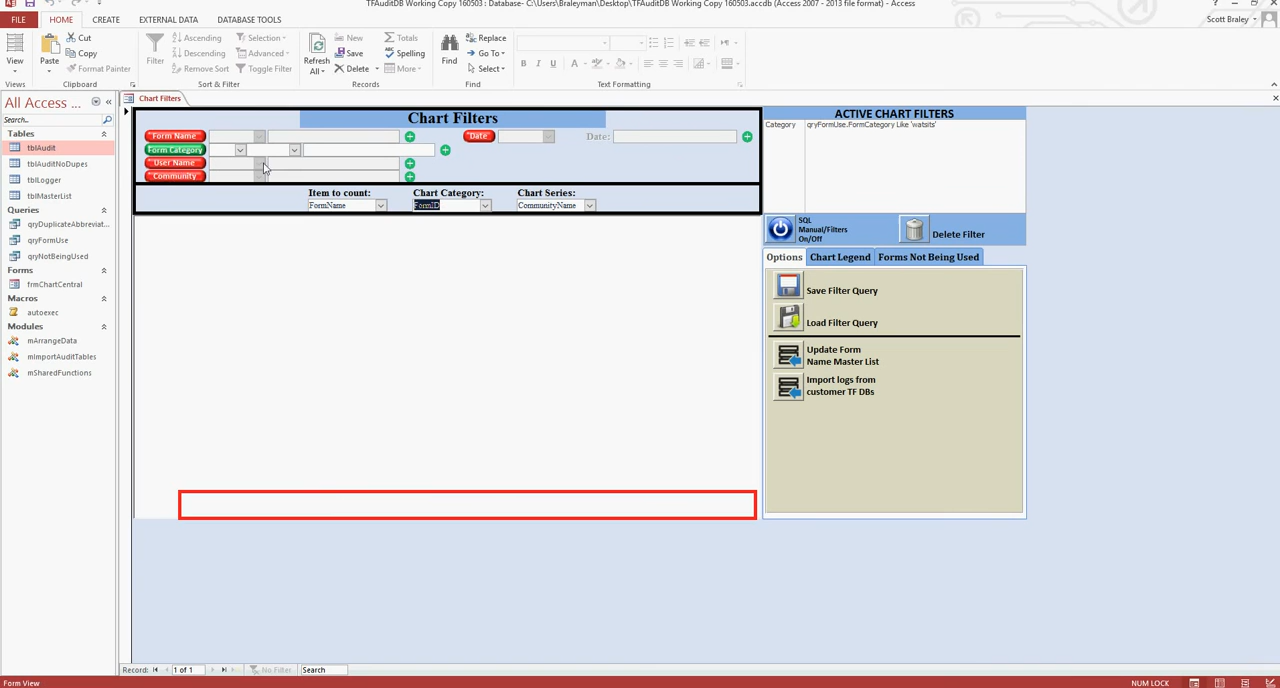 TFAuditDB Working Copy 160503 : Database- C:\Users\Braleyman\Desktop\TFAuditDB Working Copy 160503.accdb (Access 2007 - 2013 file format) - Access
FILE HOME CREATE EXTERNAL DATA DATABASE TOOLS Scott Braley
View Paste Cut Copy Format Painter
Filter Ascending Descending Remove Sort Selection Advanced Toggle Filter
Refresh All New Save Delete Totals Spelling More
Find Replace Go To Select
B I U A
Views Clipboard Sort & Filter Records Find Text Formatting
All Access ...
Search...
Tables
tblAudit
tblAuditNoDupes
tblLogger
tblMasterList
Queries
qryDuplicateAbbreviat...
qryFormUse
qryNotBeingUsed
Forms
frmChartCentral
Macros
autoexec
Modules
mArrangeData
mImportAuditTables
mSharedFunctions
Chart Filters
Chart Filters
Form Name Date Date:
Form Category
User Name
Community
Item to count: Chart Category: Chart Series:
FormName FormID CommunityName
ACTIVE CHART FILTERS
Category qryFormUse.FormCategory Like 'watsits'
SQL
Manual/Filters
On/Off
Delete Filter
Options Chart Legend Forms Not Being Used
Save Filter Query
Load Filter Query
Update Form
Name Master List
Import logs from
customer TF DBs
Record: 1 of 1 No Filter Search
Form View NUM LOCK